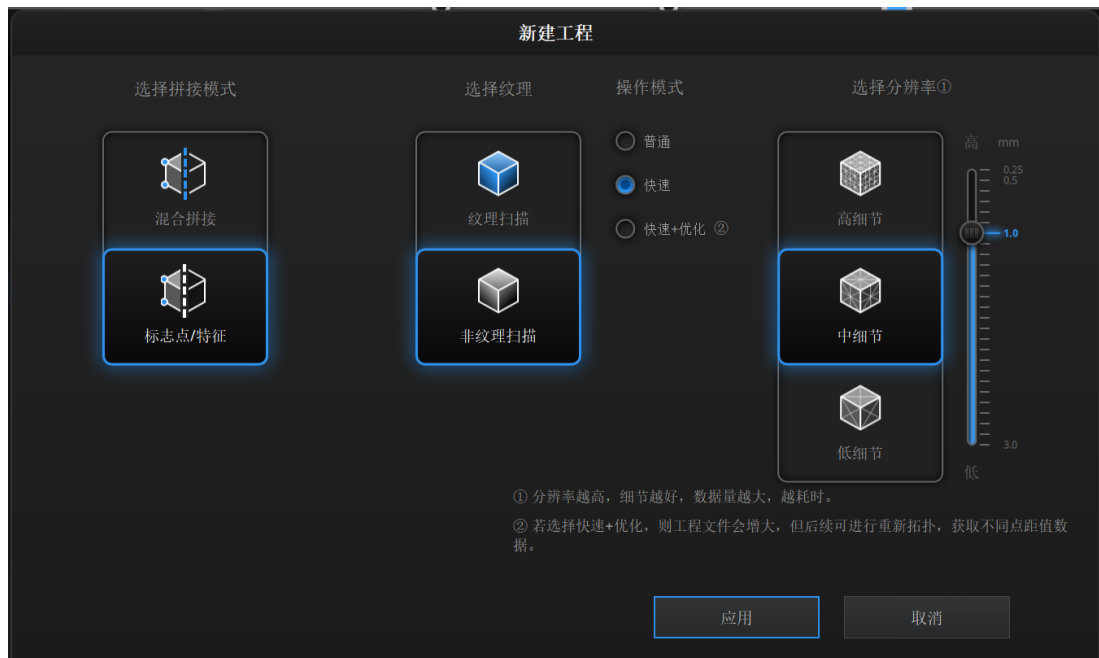 新建工程
选择拼接模式
选择纹理
操作模式
选择分辨率①
混合拼接
标志点/特征
纹理扫描
非纹理扫描
普通
快速
快速+优化 ②
高细节
中细节
低细节
高 mm
0.25
0.5
1.0
3.0
低
① 分辨率越高，细节越好，数据量越大，越耗时。
② 若选择快速+优化，则工程文件会增大，但后续可进行重新拓扑，获取不同点距值数
据。
应用
取消